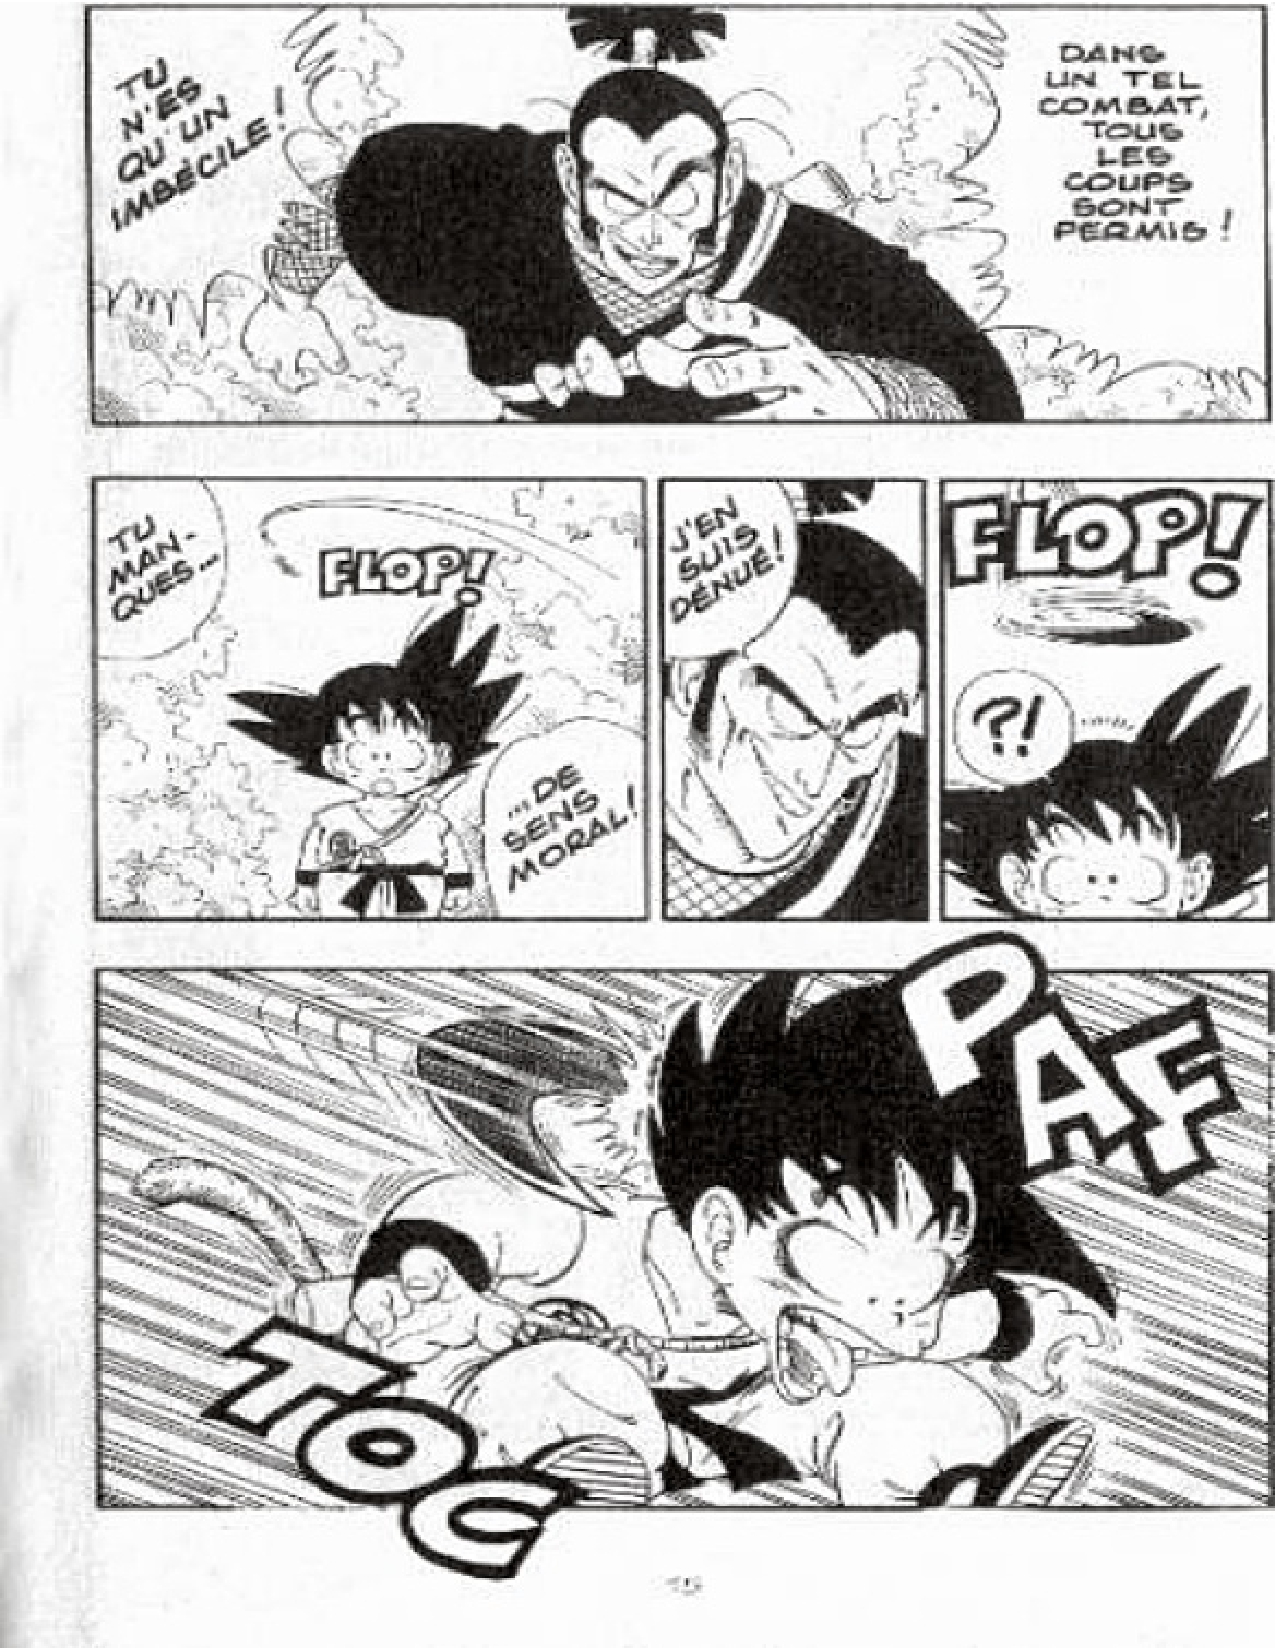 TU
N'ES
QU'UN
IMBÉCILE !
DANS
UN TEL
COMBAT,
TOUS
LES
COUPS
SONT
PERMIS !
TU
MAN-
QUES...
FLOP!
...DE
SENS
MORAL!
J'EN
SUIS
DÉNUÉ!
FLOP!
?!
PAF
TOC